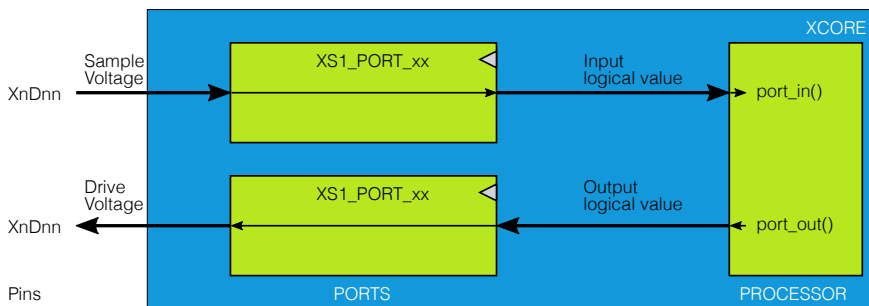 XCORE
Sample
Voltage
XS1_PORT_xx
Input
logical value
XnDnn
port_in()
Drive
Voltage
XS1_PORT_xx
Output
logical value
XnDnn
port_out()
Pins
PORTS
PROCESSOR